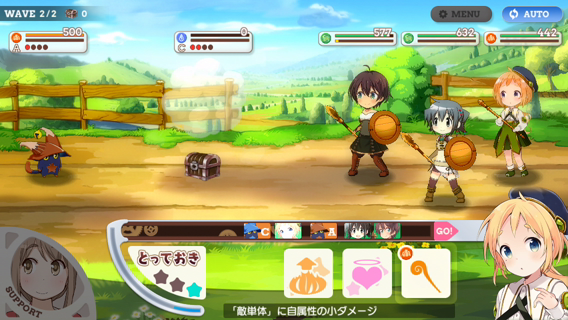 WAVE 2/2 0
MENU
AUTO
500
A
0
C
577
632
442
C
A
GO!
とっておき
SUPPORT
「敵単体」に自属性の小ダメージ